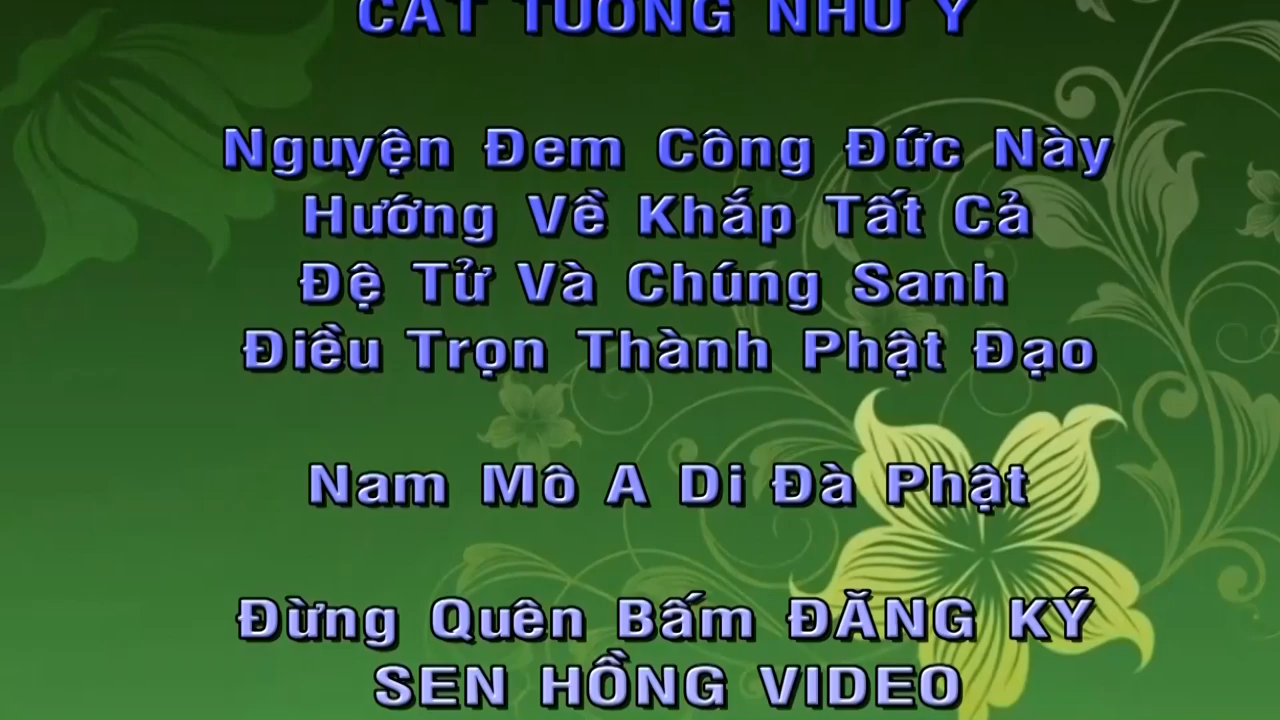 CÁT TƯỜNG NHƯ Ý
Nguyện Đem Công Đức Này
Hướng Về Khắp Tất Cả
Đệ Tử Và Chúng Sanh
Điều Trọn Thành Phật Đạo
Nam Mô A Di Đà Phật
Đừng Quên Bấm ĐĂNG KÝ
SEN HỒNG VIDEO